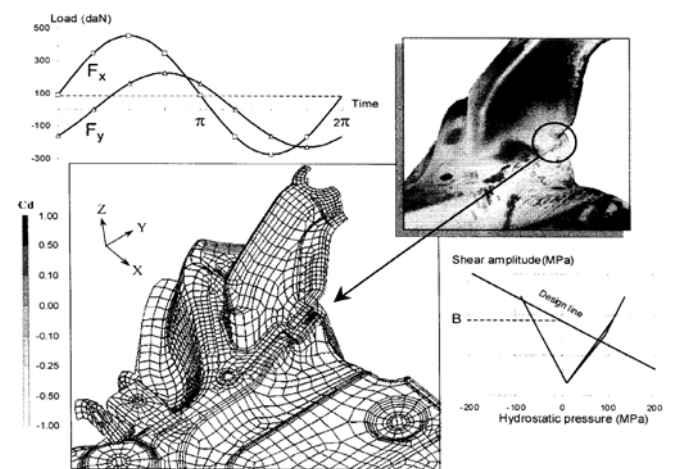 Load (daN)
500
300
100
-100
-300
Fx
Fy
Time
π
2π
Cd
1.00
0.50
0.10
0.00
-0.10
-0.25
-0.50
-1.00
Z
Y
X
Shear amplitude(MPa)
Design line
B
-200 -100 0 100 200
Hydrostatic pressure (MPa)